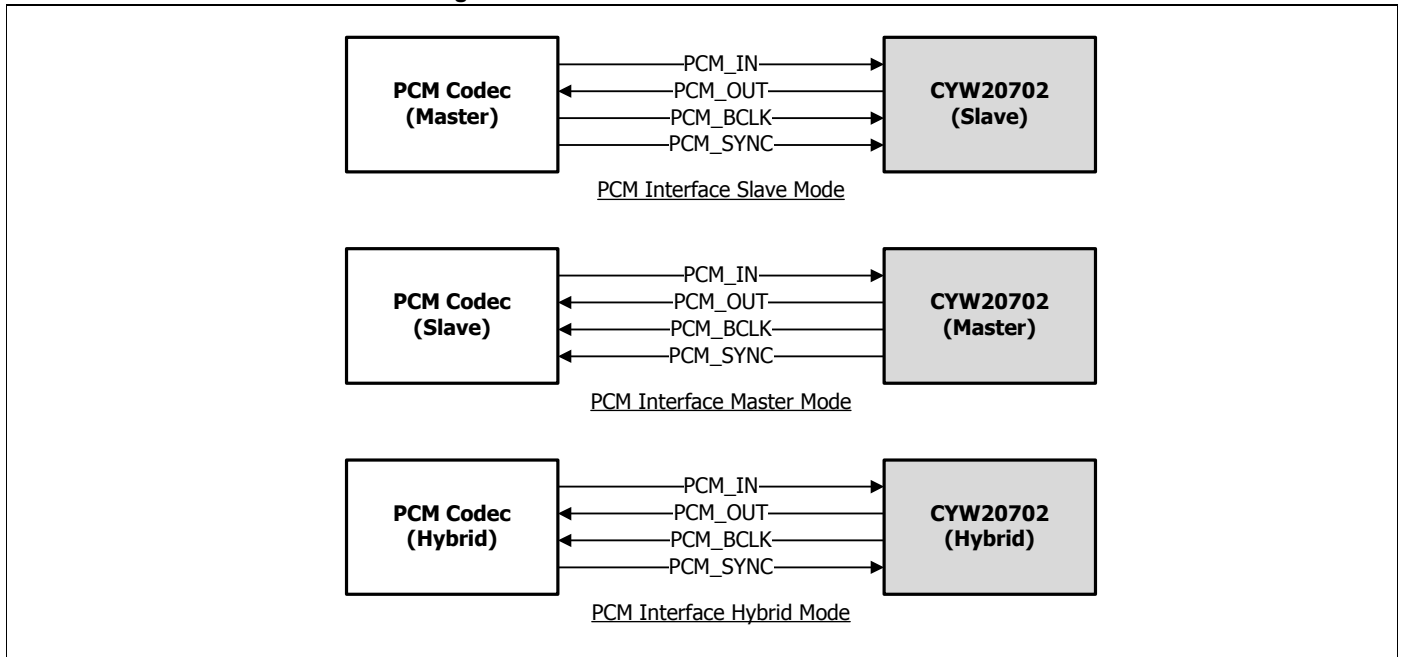 PCM Codec
(Master)
PCM_IN
PCM_OUT
PCM_BCLK
PCM_SYNC
CYW20702
(Slave)
PCM Interface Slave Mode
PCM Codec
(Slave)
PCM_IN
PCM_OUT
PCM_BCLK
PCM_SYNC
CYW20702
(Master)
PCM Interface Master Mode
PCM Codec
(Hybrid)
PCM_IN
PCM_OUT
PCM_BCLK
PCM_SYNC
CYW20702
(Hybrid)
PCM Interface Hybrid Mode